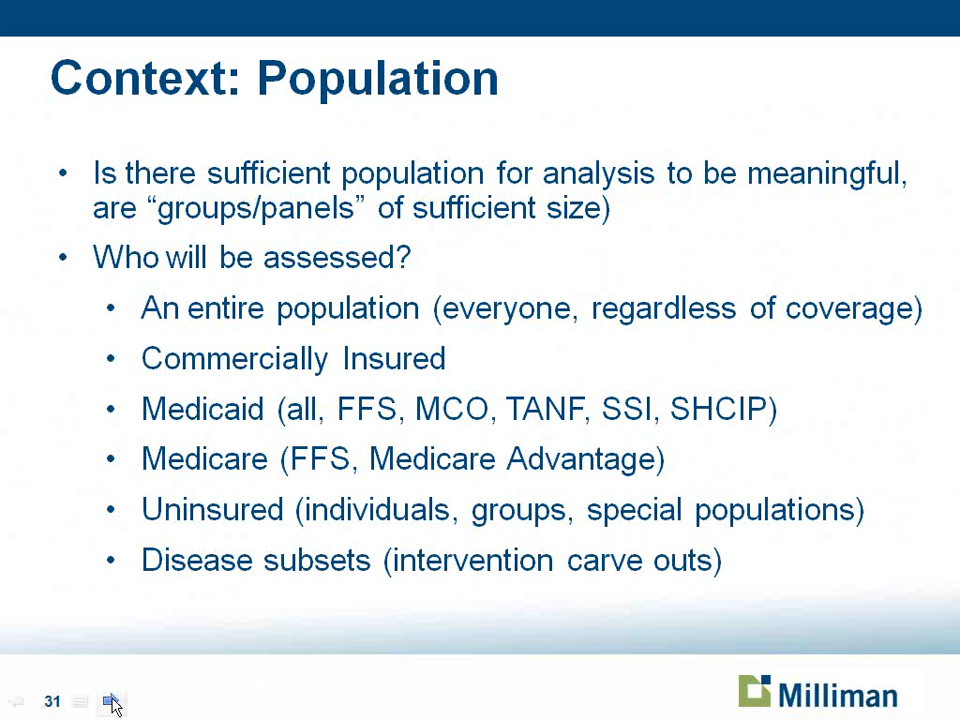 Context: Population
• Is there sufficient population for analysis to be meaningful,
are “groups/panels” of sufficient size)
• Who will be assessed?
• An entire population (everyone, regardless of coverage)
• Commercially Insured
• Medicaid (all, FFS, MCO, TANF, SSI, SHCIP)
• Medicare (FFS, Medicare Advantage)
• Uninsured (individuals, groups, special populations)
• Disease subsets (intervention carve outs)
31
Milliman